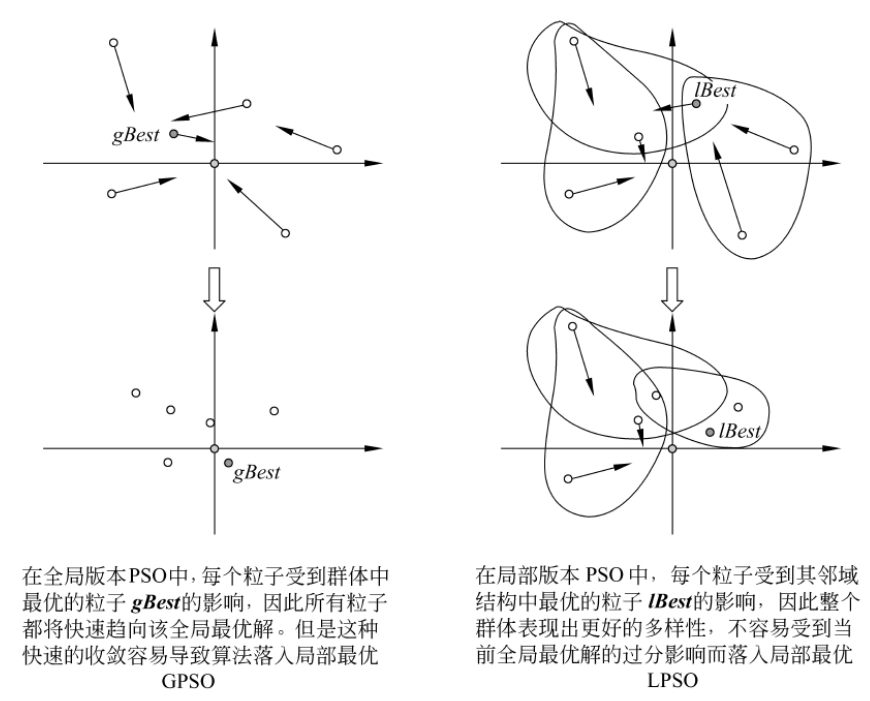 gBest
lBest
gBest
lBest
在全局版本PSO中,每个粒子受到群体中
最优的粒子 gBest的影响,因此所有粒子
都将快速趋向该全局最优解。但是这种
快速的收敛容易导致算法落入局部最优
GPSO
在局部版本 PSO 中，每个粒子受到其邻域
结构中最优的粒子 lBest的影响，因此整个
群体表现出更好的多样性，不容易受到当
前全局最优解的过分影响而落入局部最优
LPSO